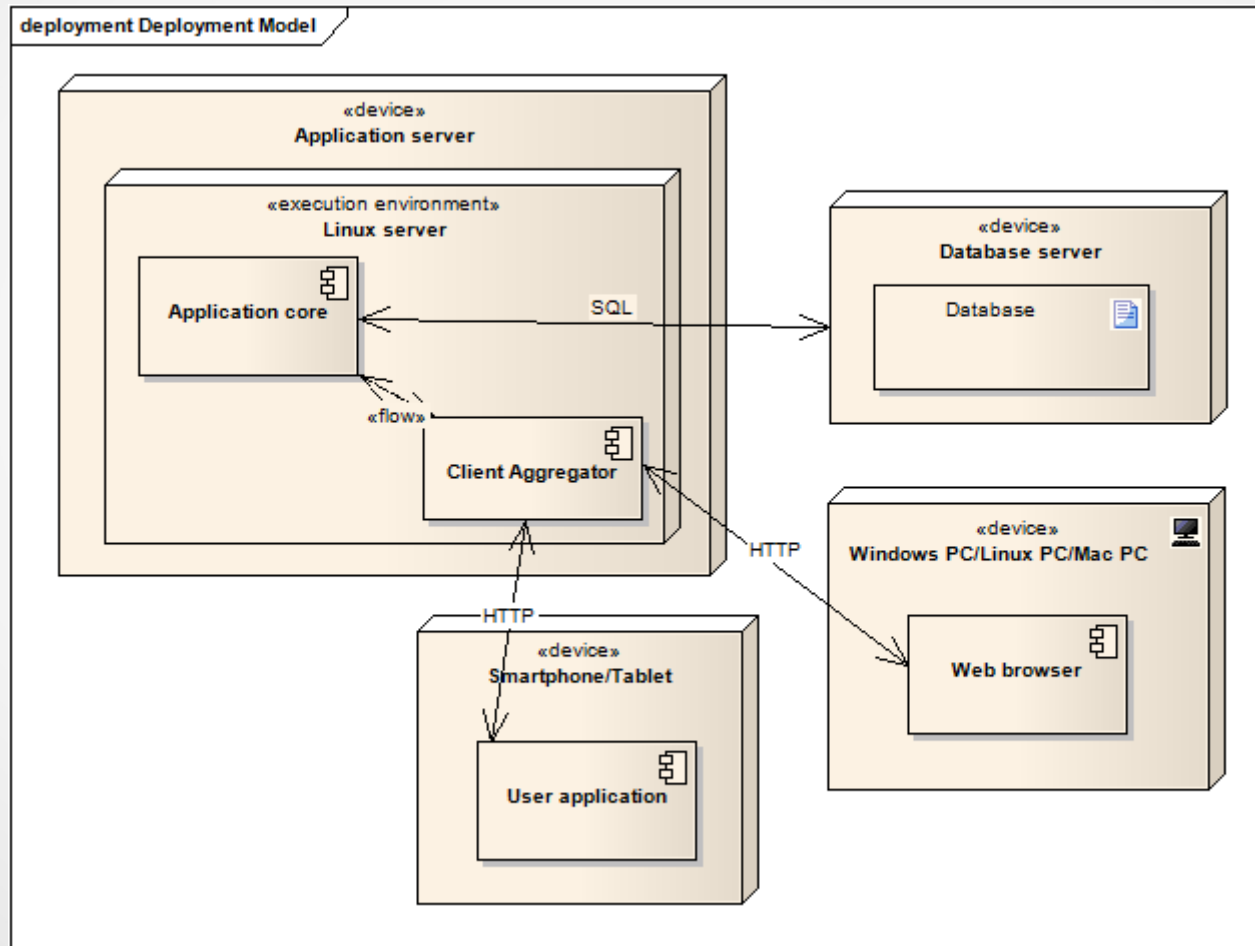 deployment Deployment Model
«device»
Application server
«execution environment»
Linux server
Application core
SQL
«device»
Database server
Database
«flow»
Client Aggregator
HTTP
«device»
Windows PC/Linux PC/Mac PC
Web browser
HTTP
«device»
Smartphone/Tablet
User application